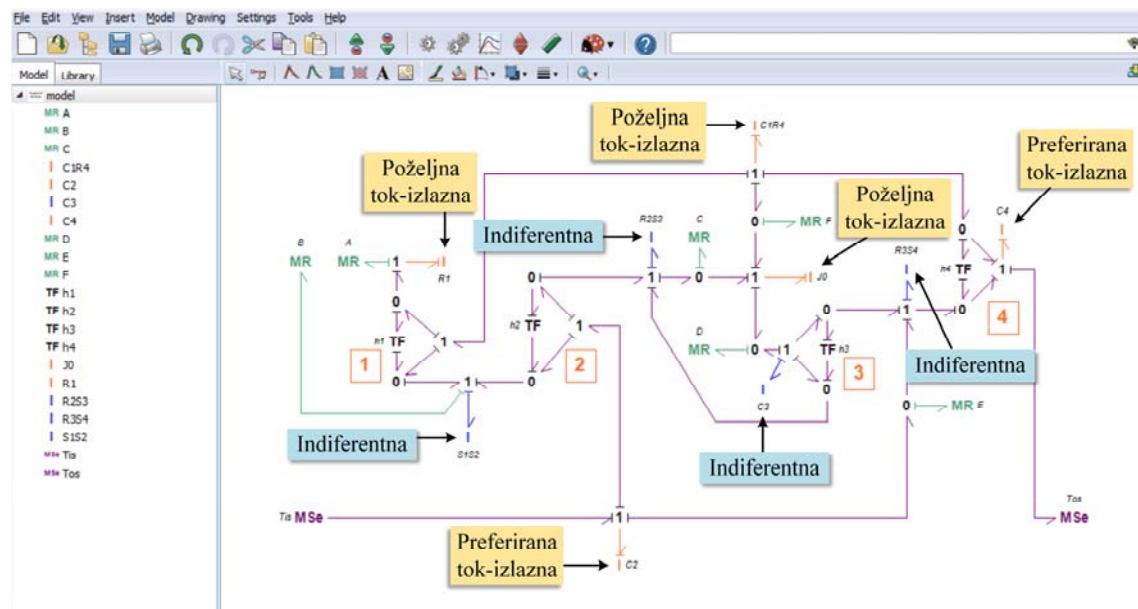 File Edit View Insert Model Drawing Settings Tools Help
Model Library
model
MR A
MR B
MR C
C1R4
C2
C3
C4
MR D
MR E
MR F
TF h1
TF h2
TF h3
TF h4
J0
R1
R2S3
R3S4
S1S2
MSe Tis
MSe Tos
A
Poželjna
tok-izlazna
C1R4
Preferirana
tok-izlazna
Poželjna
tok-izlazna
1
Poželjna
tok-izlazna
C4
0
MR F
0
R2S3
C
Indiferentna
MR
B
A
MR
MR
1
R1
R3S4
h4 TF
1
0
1
0
1
J0
0
0
1
0
4
h2 TF
1
D
MR
0
1
TF h3
h1 TF
1
1
2
3
Indiferentna
0
1
0
0
C3
0
MR E
Indiferentna
S1S2
Indiferentna
Tis MSe
1
Tos
MSe
Preferirana
tok-izlazna
C2